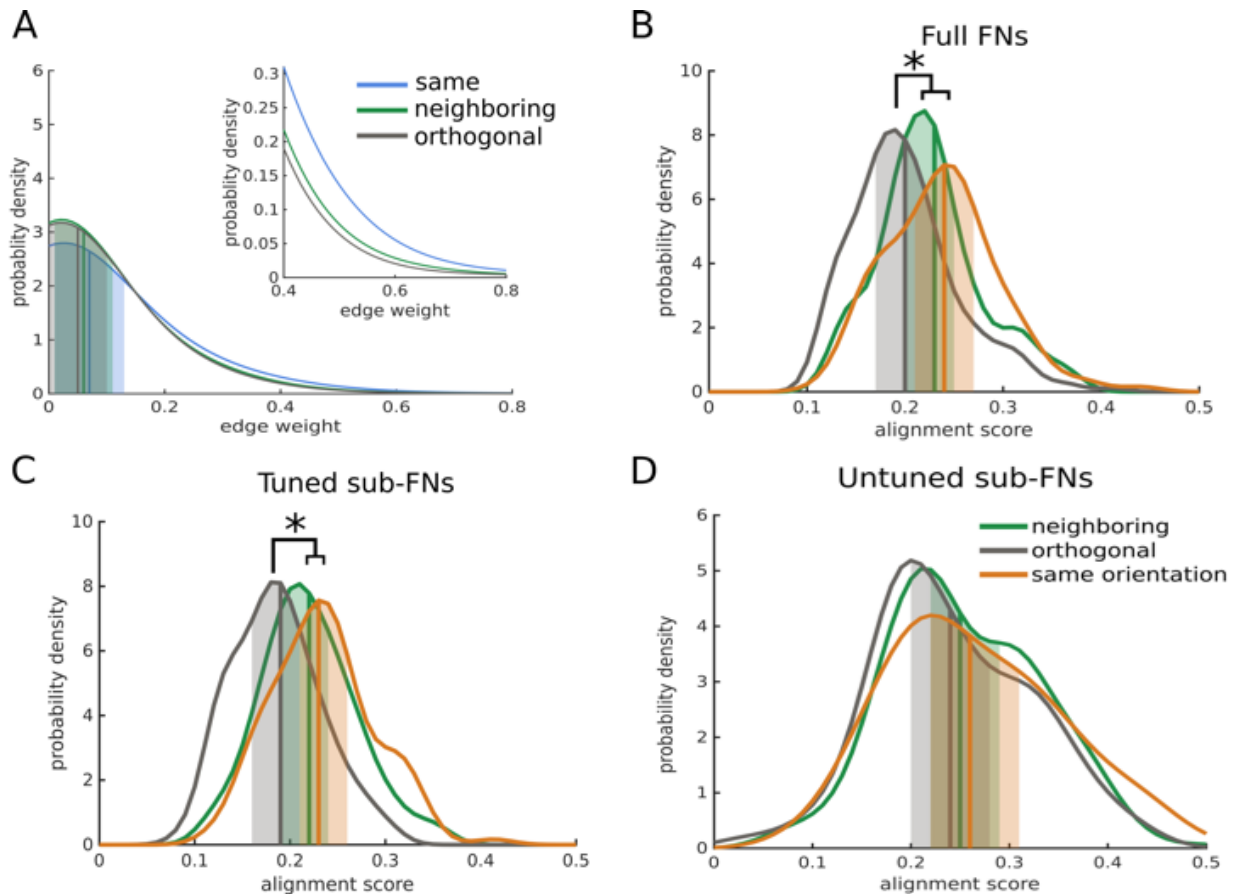 A
6
5
4
3
2
1
0
probablity density
0
0.2
0.4
0.6
0.8
edge weight
0.3
0.25
0.2
0.15
0.1
0.05
0
probablity density
0.4
0.6
0.8
edge weight
same
neighboring
orthogonal
B
Full FNs
*
10
8
6
4
2
0
probability density
0
0.1
0.2
0.3
0.4
0.5
alignment score
C
Tuned sub-FNs
*
10
8
6
4
2
0
probability density
0
0.1
0.2
0.3
0.4
0.5
alignment score
D
Untuned sub-FNs
6
5
4
3
2
1
0
probability density
neighboring
orthogonal
same orientation
0
0.1
0.2
0.3
0.4
0.5
alignment score